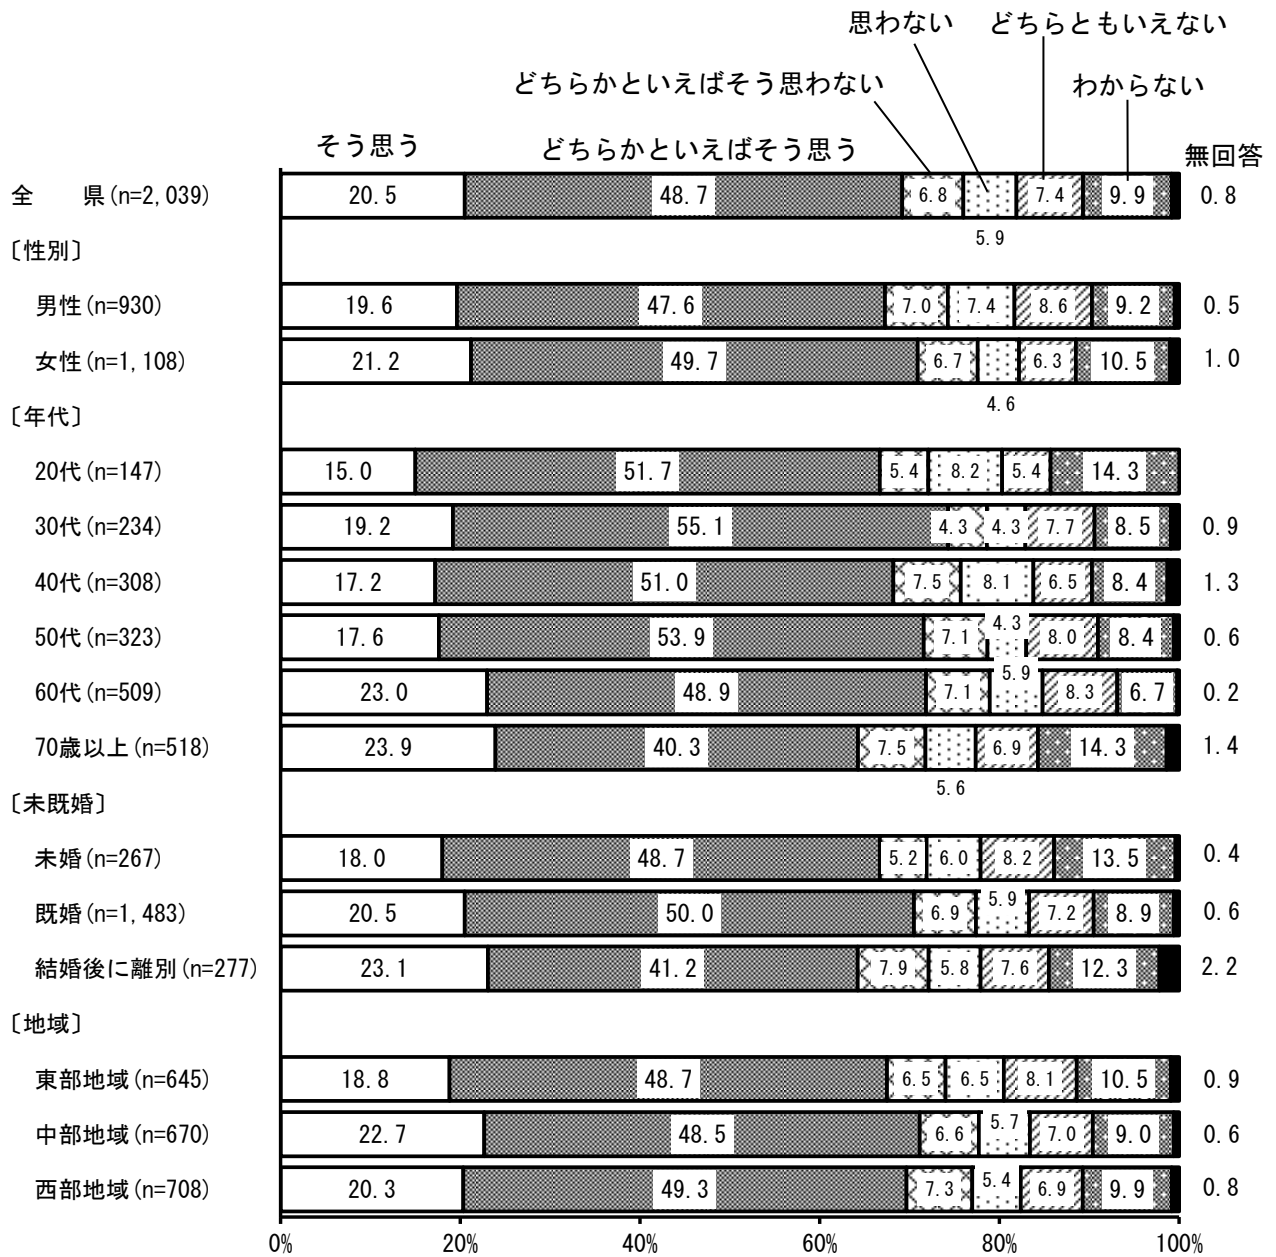 思わない どちらともいえない
どちらかといえばそう思わない わからない
そう思う どちらかといえばそう思う 無回答
全 県(n=2,039) 20.5 48.7 6.8 7.4 9.9 0.8
5.9
〔性別〕
男性(n=930) 19.6 47.6 7.0 7.4 8.6 9.2 0.5
女性(n=1,108) 21.2 49.7 6.7 6.3 10.5 1.0
4.6
〔年代〕
20代(n=147) 15.0 51.7 5.4 8.2 5.4 14.3
30代(n=234) 19.2 55.1 4.3 4.3 7.7 8.5 0.9
40代(n=308) 17.2 51.0 7.5 8.1 6.5 8.4 1.3
50代(n=323) 17.6 53.9 7.1 4.3 8.0 8.4 0.6
60代(n=509) 23.0 48.9 7.1 5.9 8.3 6.7 0.2
70歳以上(n=518) 23.9 40.3 7.5 6.9 14.3 1.4
5.6
〔未既婚〕
未婚(n=267) 18.0 48.7 5.2 6.0 8.2 13.5 0.4
既婚(n=1,483) 20.5 50.0 6.9 5.9 7.2 8.9 0.6
結婚後に離別(n=277) 23.1 41.2 7.9 5.8 7.6 12.3 2.2
〔地域〕
東部地域(n=645) 18.8 48.7 6.5 6.5 8.1 10.5 0.9
中部地域(n=670) 22.7 48.5 6.6 5.7 7.0 9.0 0.6
西部地域(n=708) 20.3 49.3 7.3 5.4 6.9 9.9 0.8
0% 20% 40% 60% 80% 100%